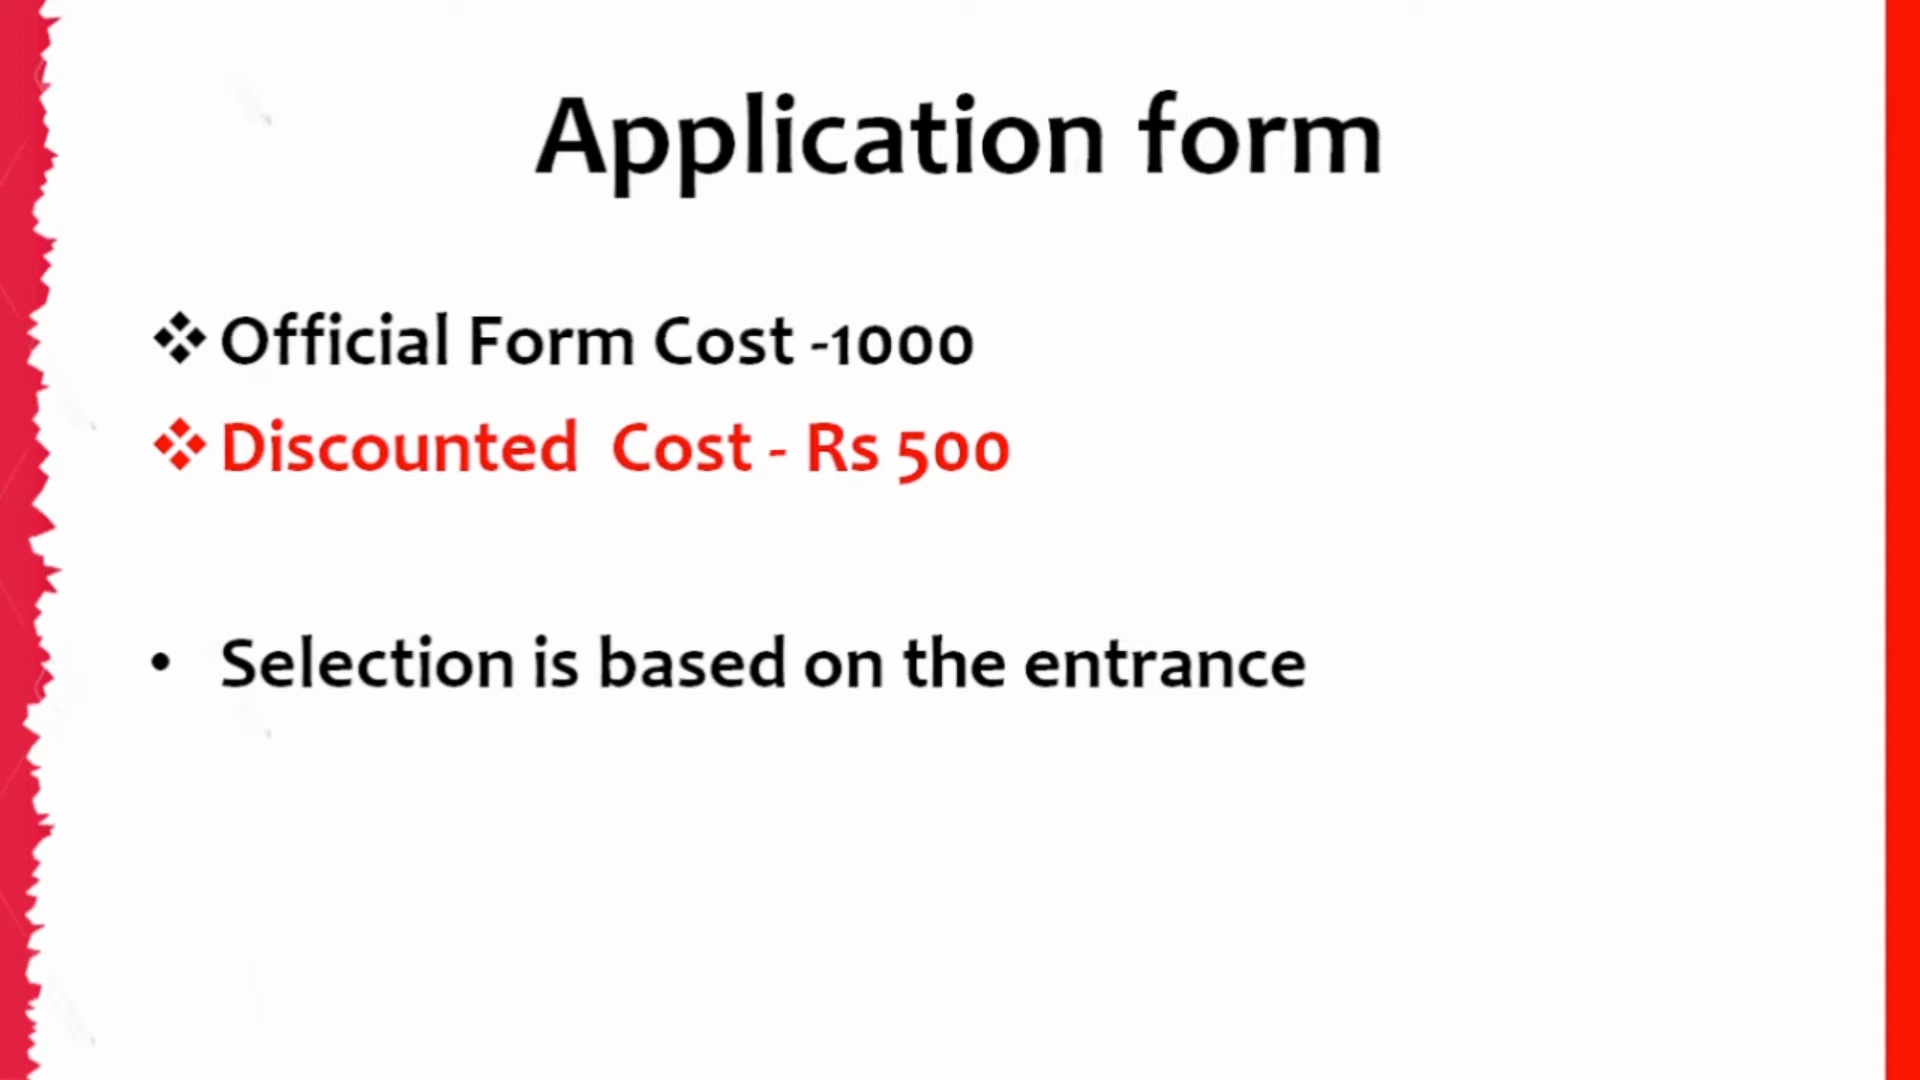 Application form
❖ Official Form Cost -1000
❖ Discounted Cost - Rs 500
• Selection is based on the entrance